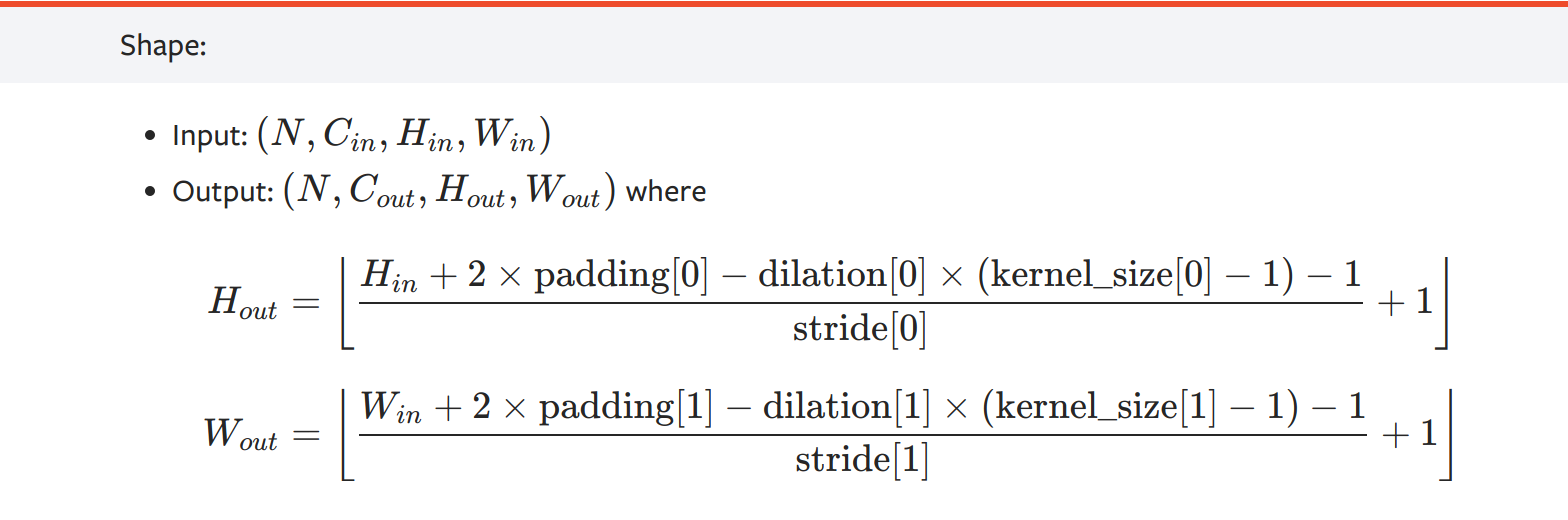 Shape:
• Input: $(N, C_{in}, H_{in}, W_{in})$
• Output: $(N, C_{out}, H_{out}, W_{out})$ where
$H_{out} = \left\lfloor \frac{H_{in} + 2 \times \text{padding}[0] - \text{dilation}[0] \times (\text{kernel\_size}[0] - 1) - 1}{\text{stride}[0]} + 1 \right\rfloor$
$W_{out} = \left\lfloor \frac{W_{in} + 2 \times \text{padding}[1] - \text{dilation}[1] \times (\text{kernel\_size}[1] - 1) - 1}{\text{stride}[1]} + 1 \right\rfloor$